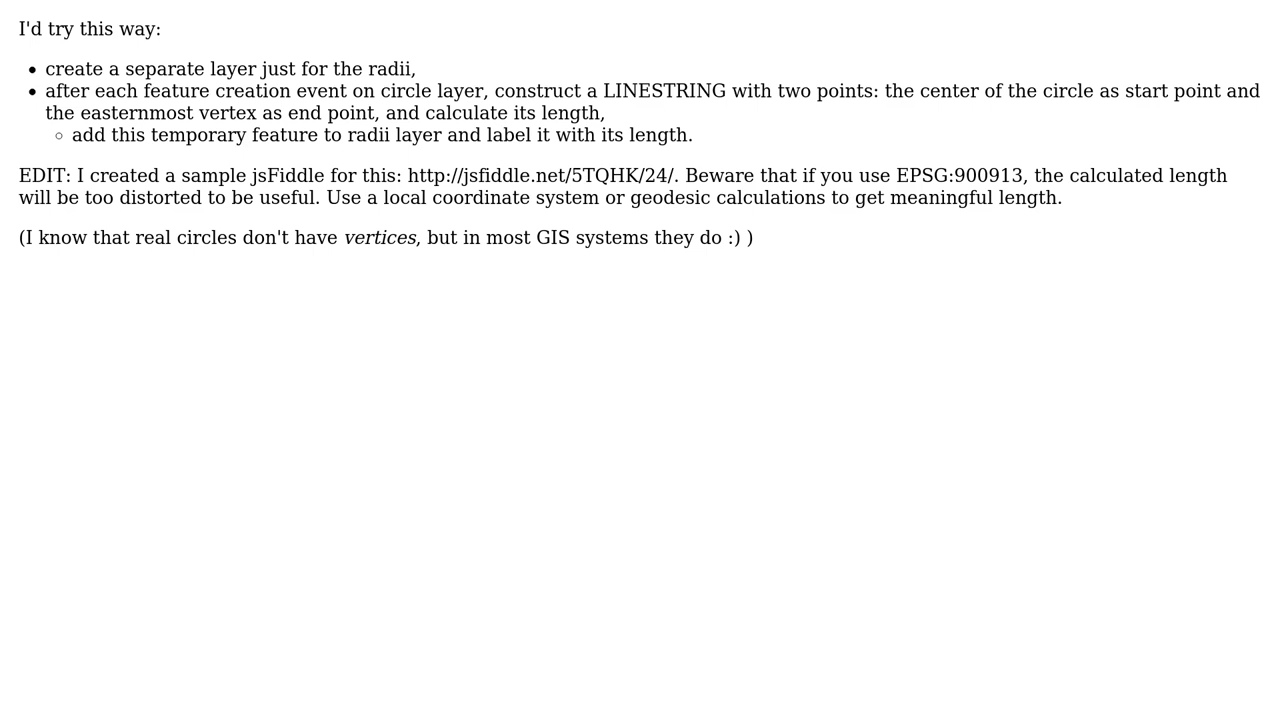 I'd try this way:
create a separate layer just for the radii,
after each feature creation event on circle layer, construct a LINESTRING with two points: the center of the circle as start point and
the easternmost vertex as end point, and calculate its length,
add this temporary feature to radii layer and label it with its length.
EDIT: I created a sample jsFiddle for this: http://jsfiddle.net/5TQHK/24/. Beware that if you use EPSG:900913, the calculated length
will be too distorted to be useful. Use a local coordinate system or geodesic calculations to get meaningful length.
(I know that real circles don't have vertices, but in most GIS systems they do :) )